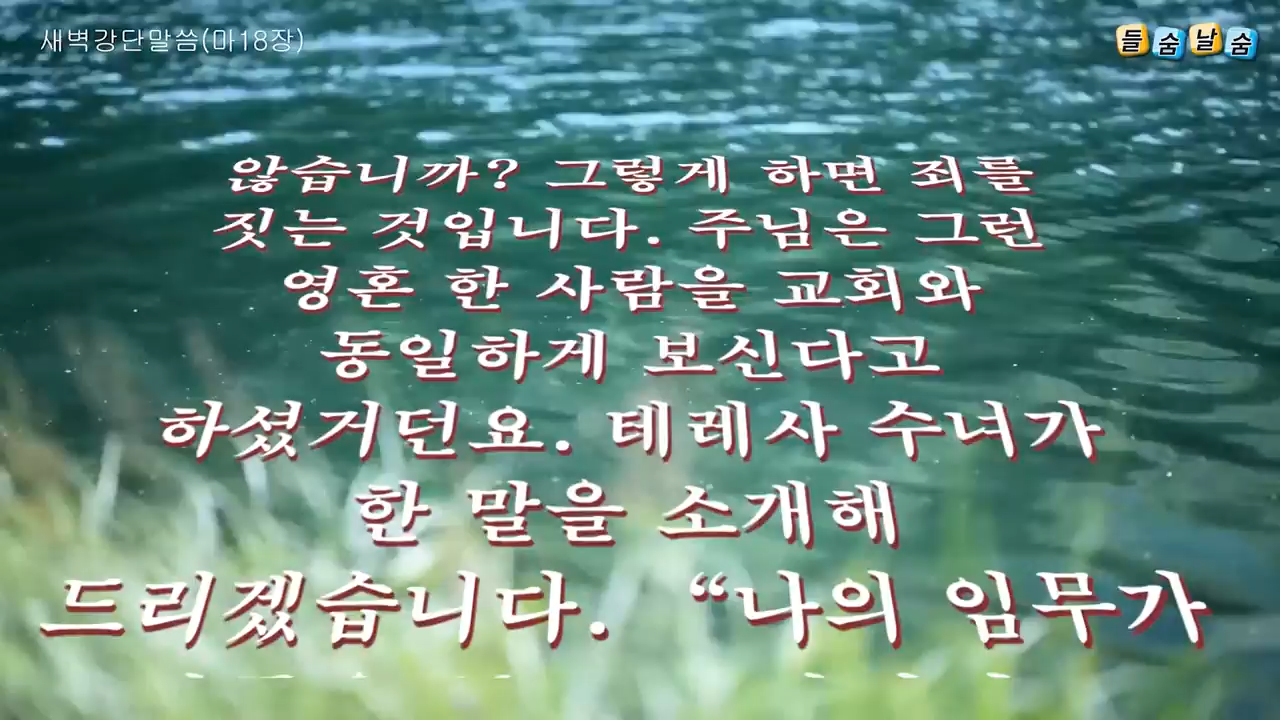 새벽강단말씀(마18장)
들숨날숨
않습니까? 그렇게 하면 죄를
짓는 것입니다. 주님은 그런
영혼 한 사람을 교회와
동일하게 보신다고
하셨거던요. 테레사 수녀가
한 말을 소개해
드리겠습니다. “나의 임무가